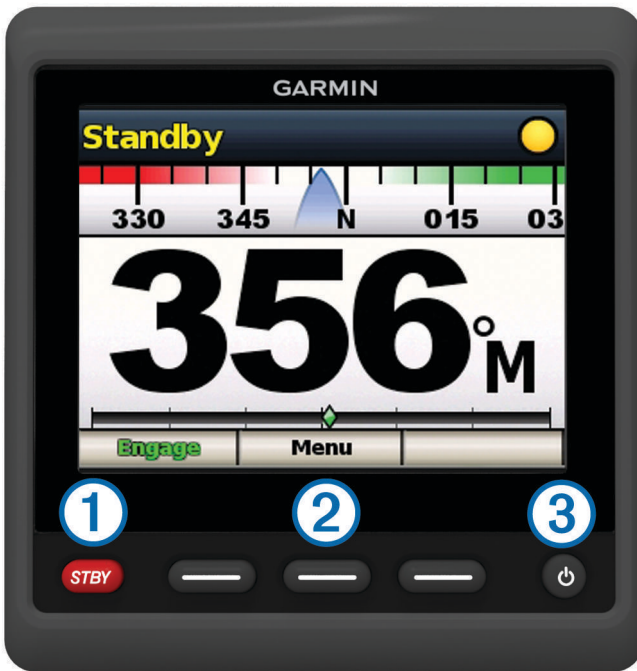 GARMIN
Standby
330 345 N 015 03
356°M
Engage Menu
1 2 3
STBY